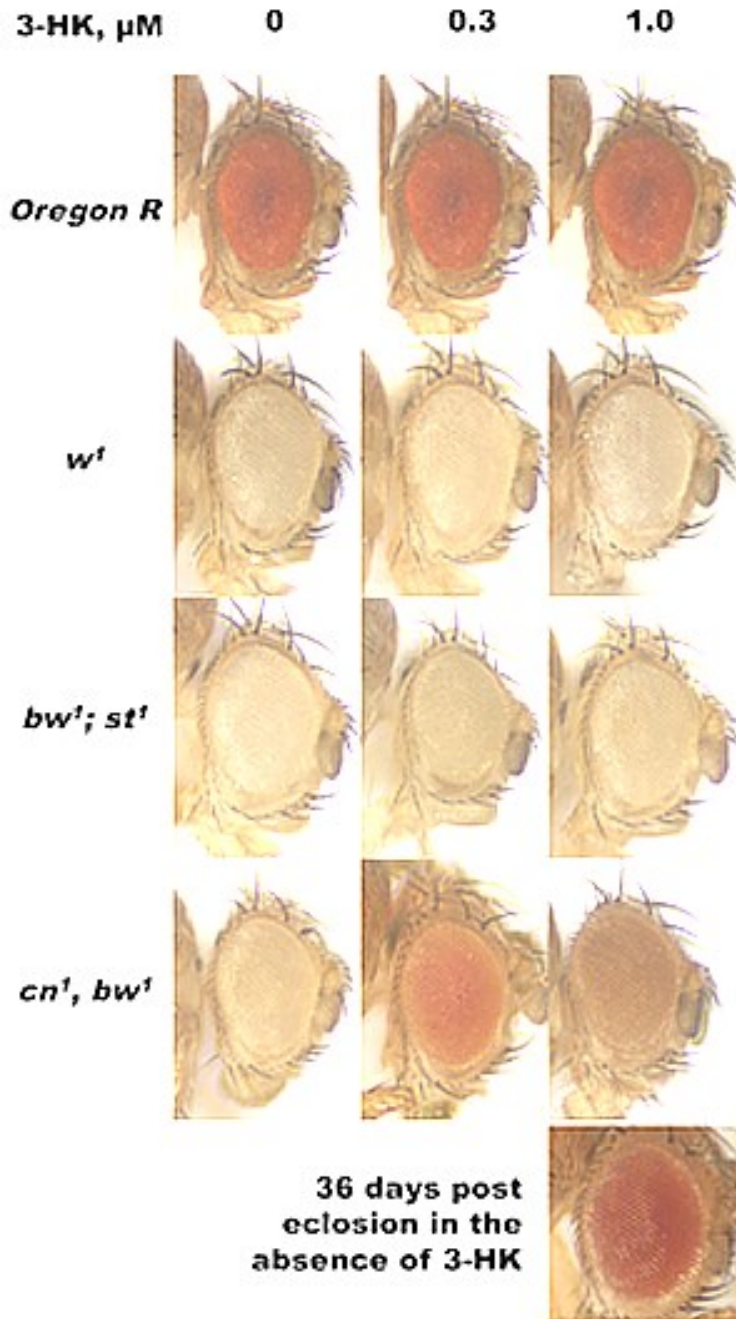 3-HK, µM 0 0.3 1.0
Oregon R
w¹
bw¹; st¹
cn¹, bw¹
36 days post
eclosion in the
absence of 3-HK